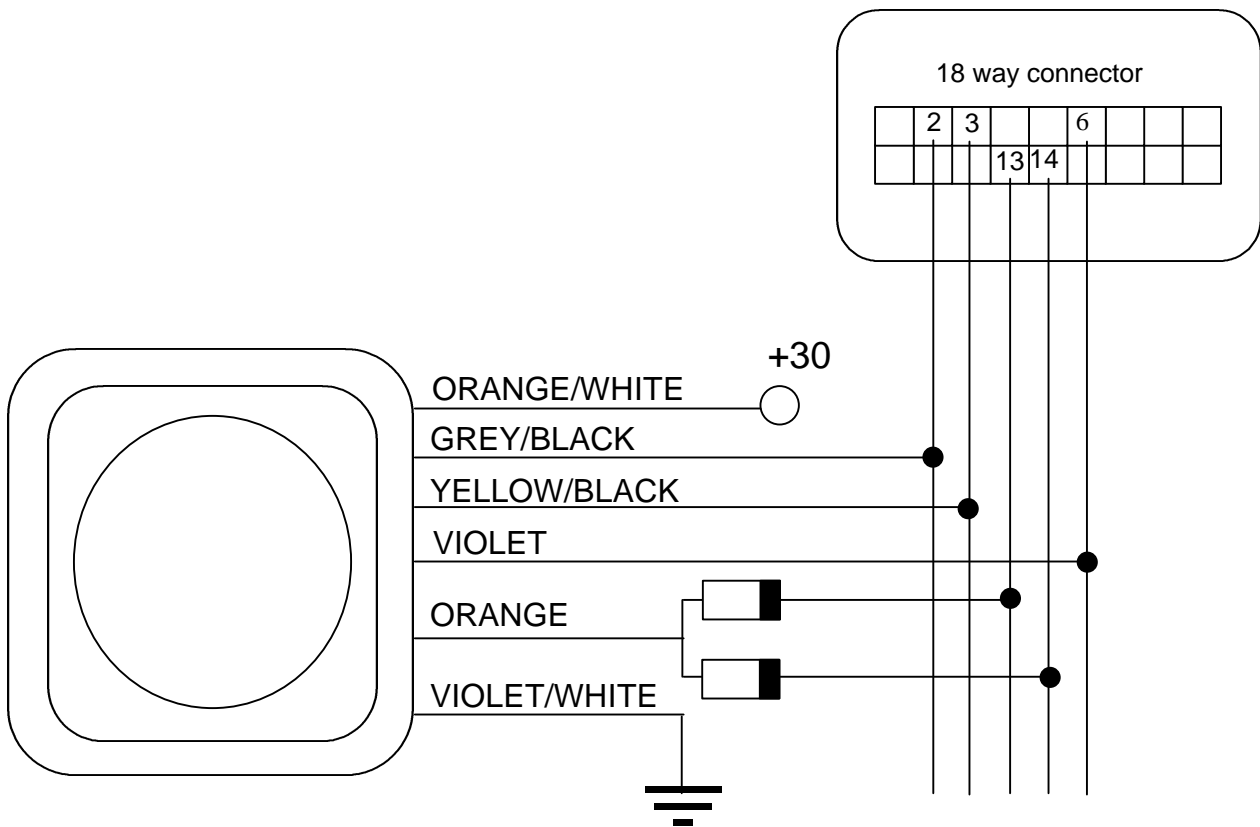 18 way connector
2 3 6
13 14
+30
ORANGE/WHITE
GREY/BLACK
YELLOW/BLACK
VIOLET
ORANGE
VIOLET/WHITE